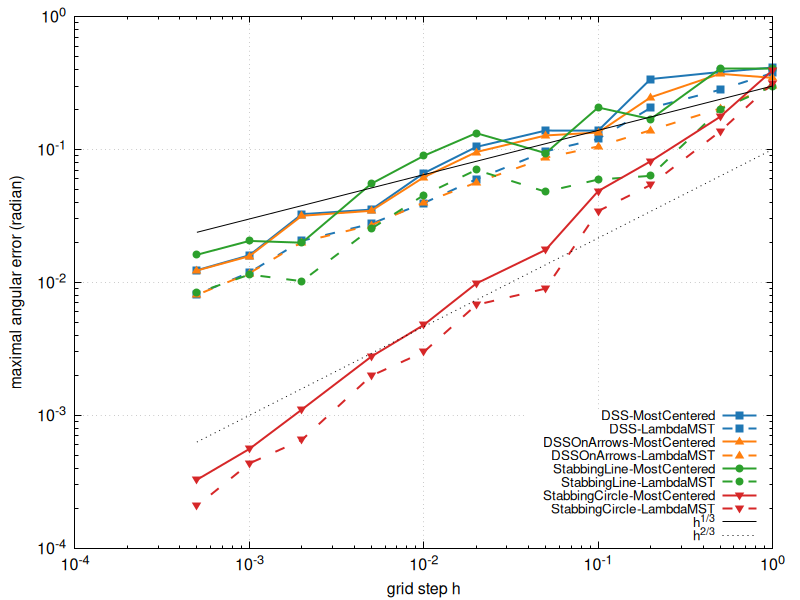 10^0
10^-1
10^-2
10^-3
10^-4
maximal angular error (radian)
10^-4
10^-3
10^-2
10^-1
10^0
grid step h
DSS-MostCentered
DSS-LambdaMST
DSSOnArrows-MostCentered
DSSOnArrows-LambdaMST
StabbingLine-MostCentered
StabbingLine-LambdaMST
StabbingCircle-MostCentered
StabbingCircle-LambdaMST
h^1/3
h^2/3